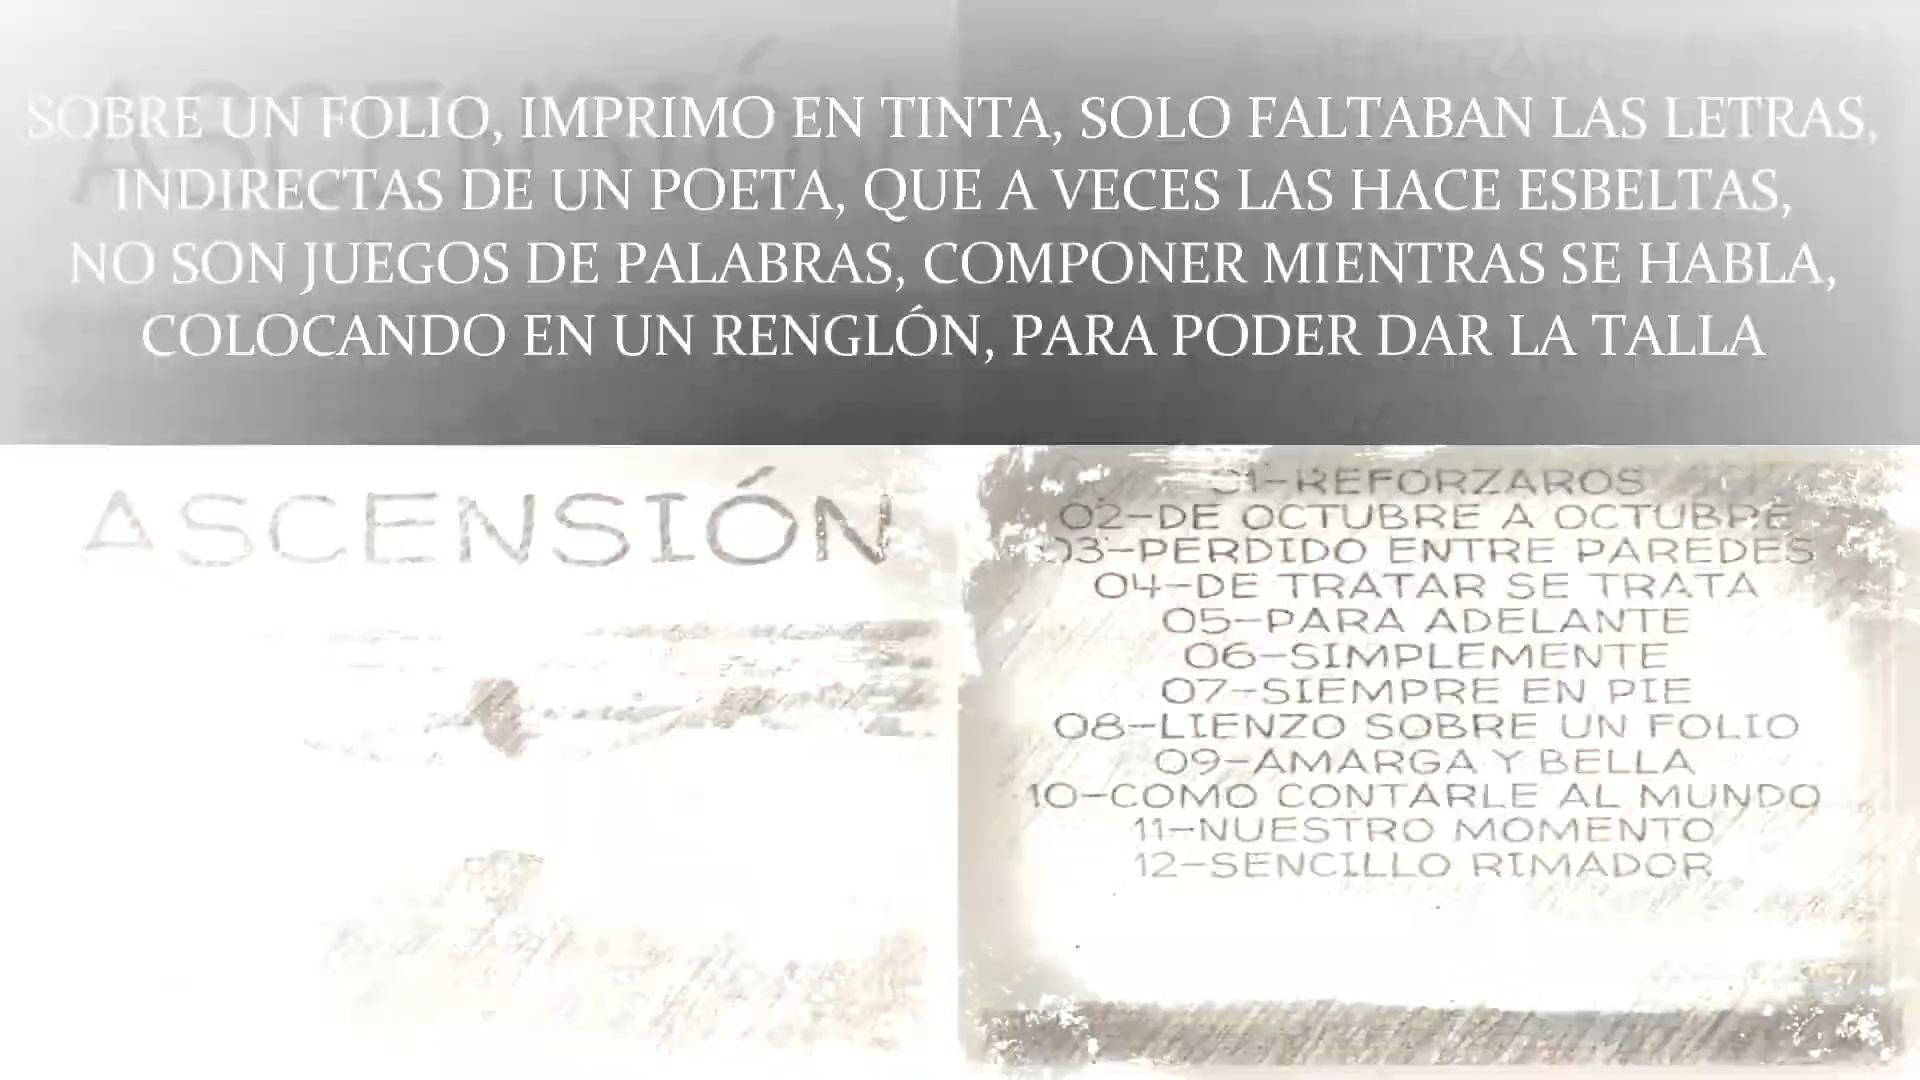 SOBRE UN FOLIO, IMPRIMO EN TINTA, SOLO FALTABAN LAS LETRAS,
INDIRECTAS DE UN POETA, QUE A VECES LAS HACE ESBELTAS,
NO SON JUEGOS DE PALABRAS, COMPONER MIENTRAS SE HABLA,
COLOCANDO EN UN RENGLÓN, PARA PODER DAR LA TALLA
ASCENSIÓN
01-REFORZAROS
02-DE OCTUBRE A OCTUBRE
03-PERDIDO ENTRE PAREDES
04-DE TRATAR SE TRATA
05-PARA ADELANTE
06-SIMPLEMENTE
07-SIEMPRE EN PIE
08-LIENZO SOBRE UN FOLIO
09-AMARGA Y BELLA
10-COMO CONTARLE AL MUNDO
11-NUESTRO MOMENTO
12-SENCILLO RIMADOR